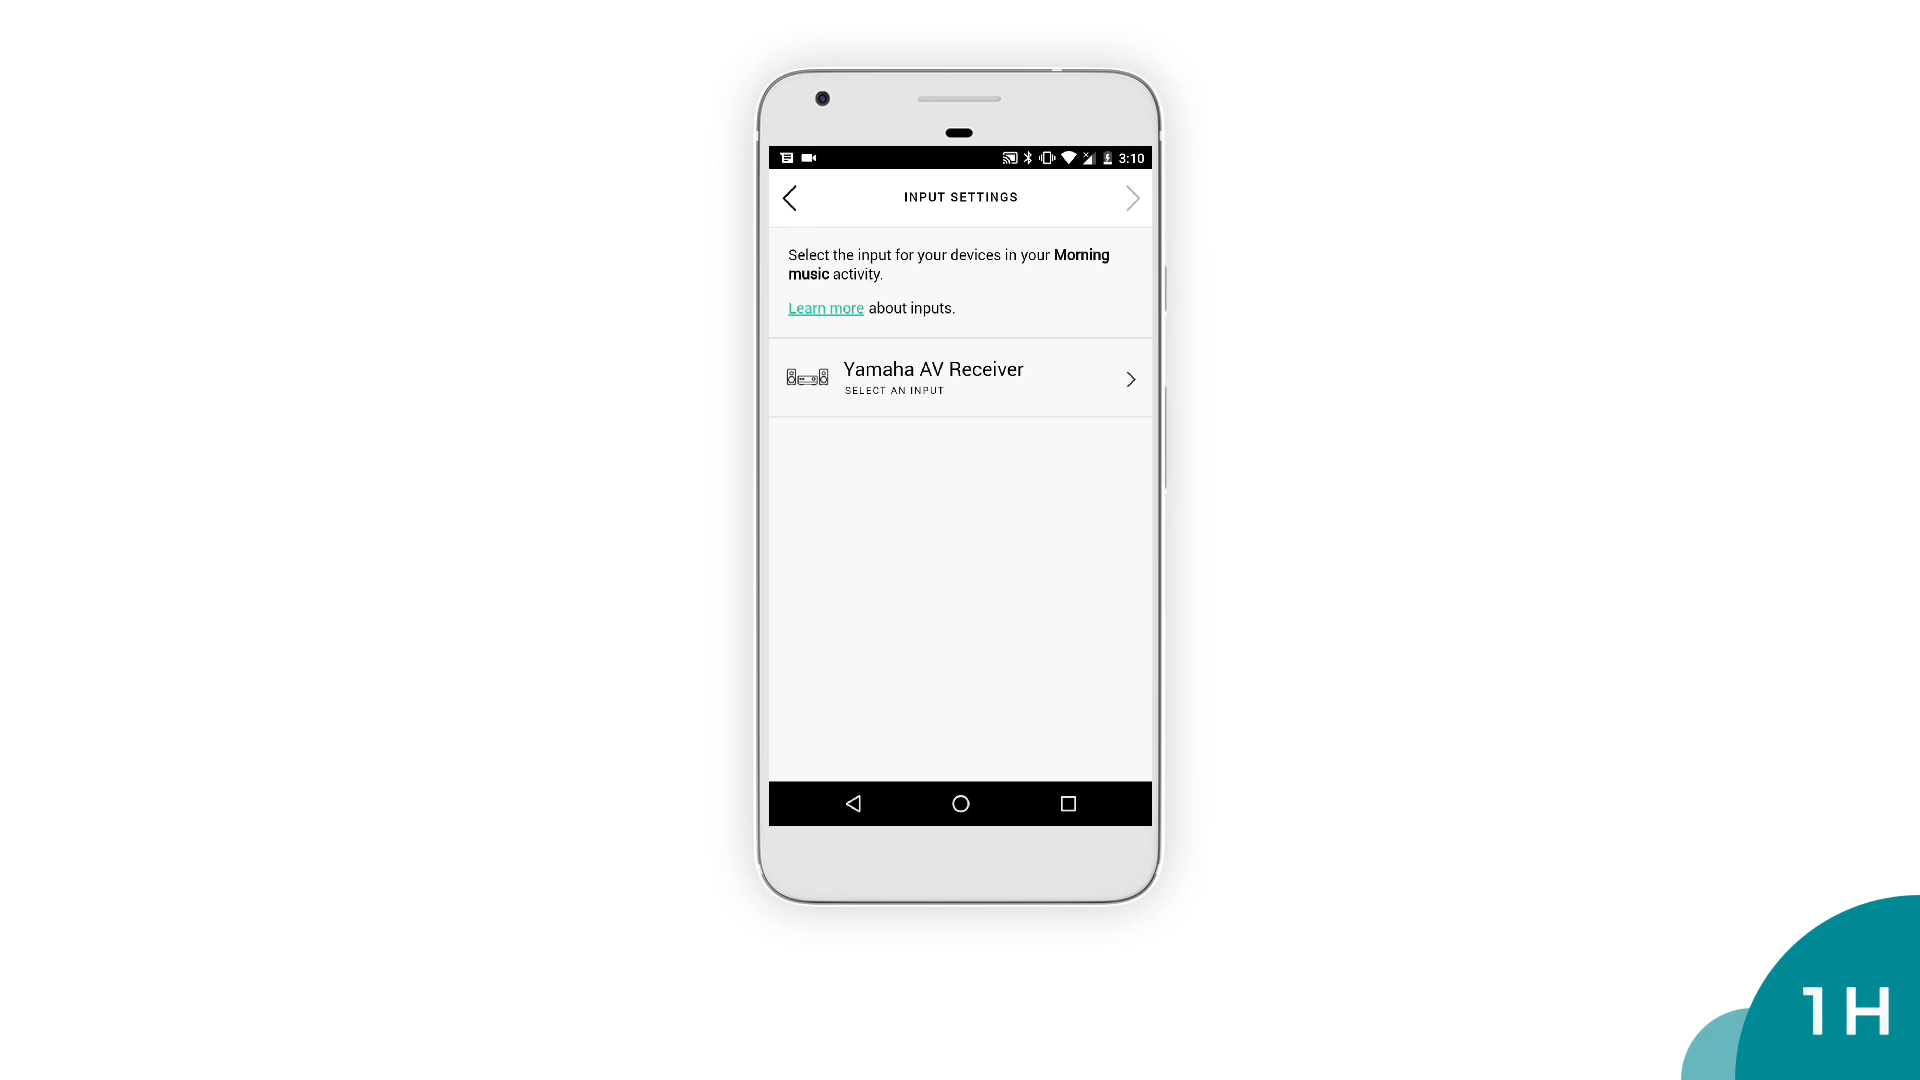 3:10
INPUT SETTINGS
Select the input for your devices in your Morning
music activity.
Learn more about inputs.
Yamaha AV Receiver
SELECT AN INPUT
1H